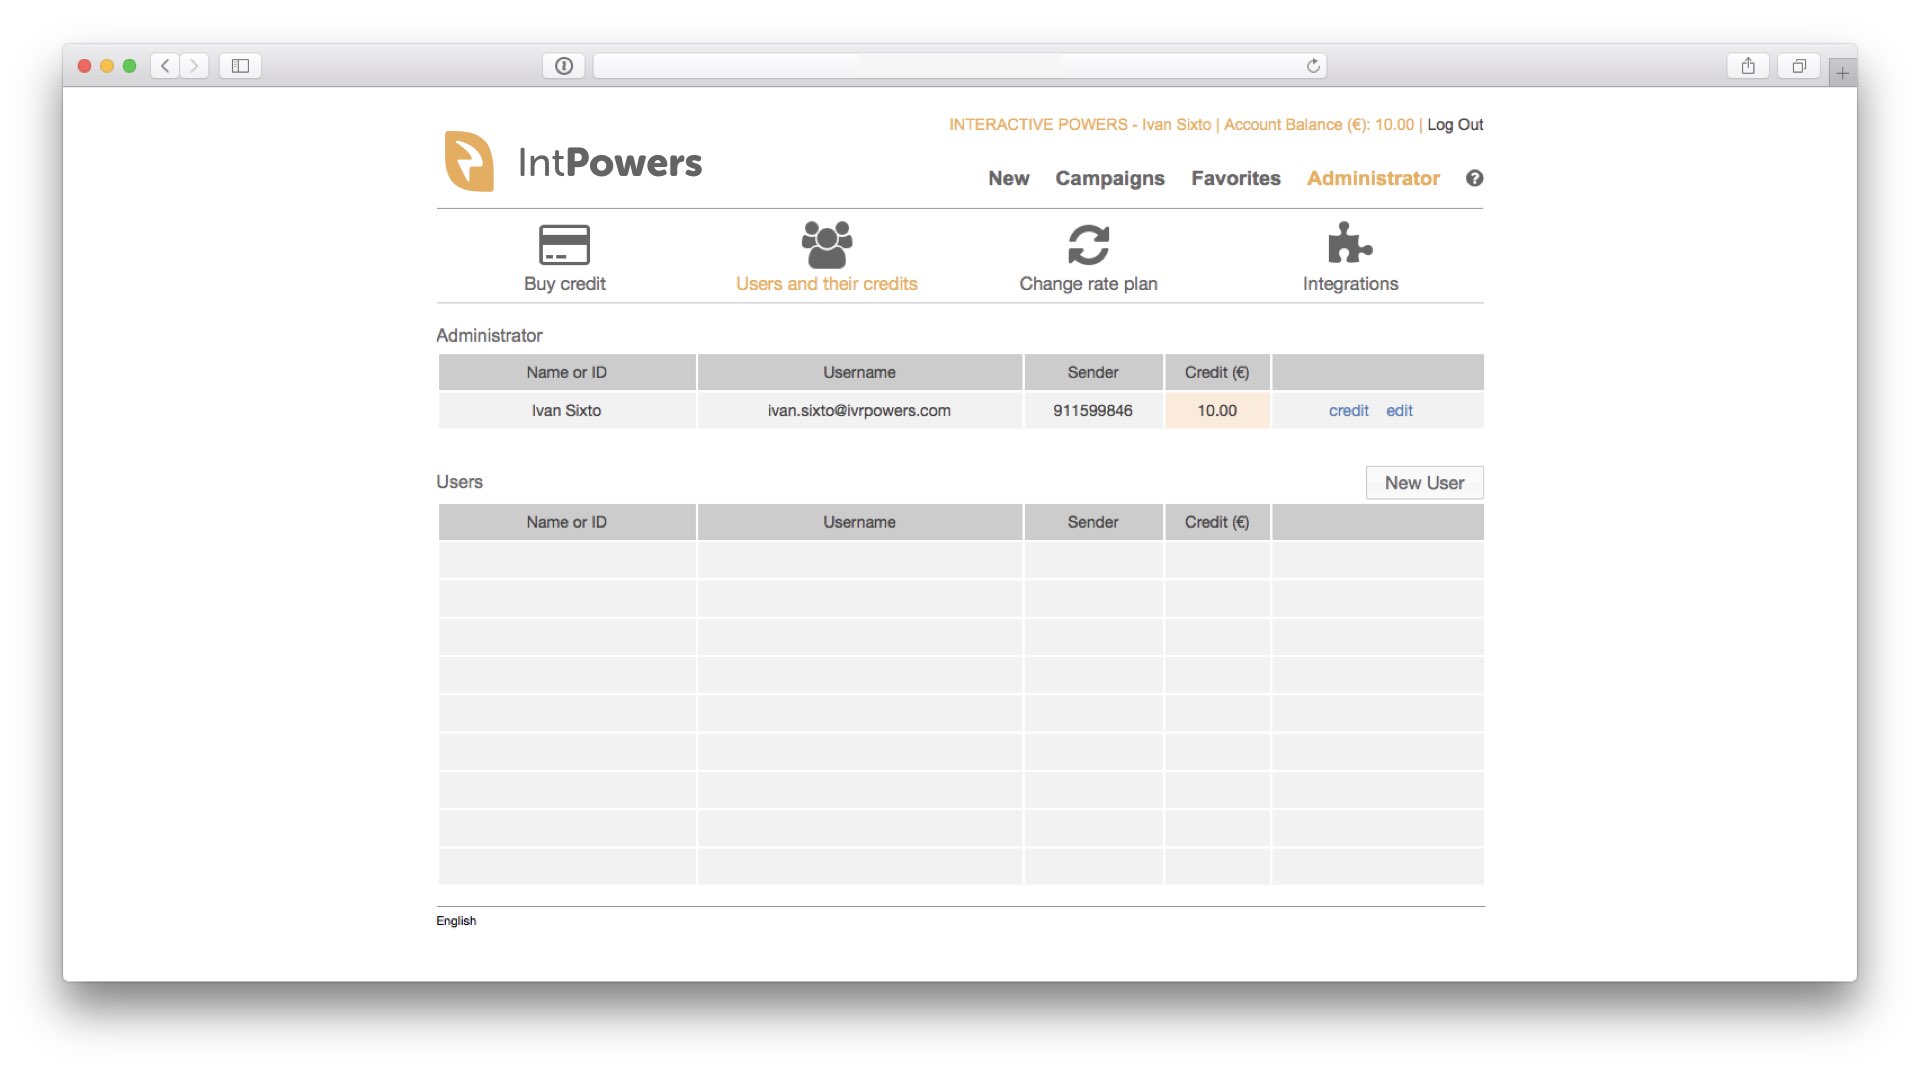 INTERACTIVE POWERS - Ivan Sixto | Account Balance (€): 10.00 | Log Out
IntPowers
New Campaigns Favorites Administrator ?
Buy credit Users and their credits Change rate plan Integrations
Administrator
Name or ID Username Sender Credit (€)
Ivan Sixto ivan.sixto@ivrpowers.com 911599846 10.00 credit edit
Users New User
Name or ID Username Sender Credit (€)
English